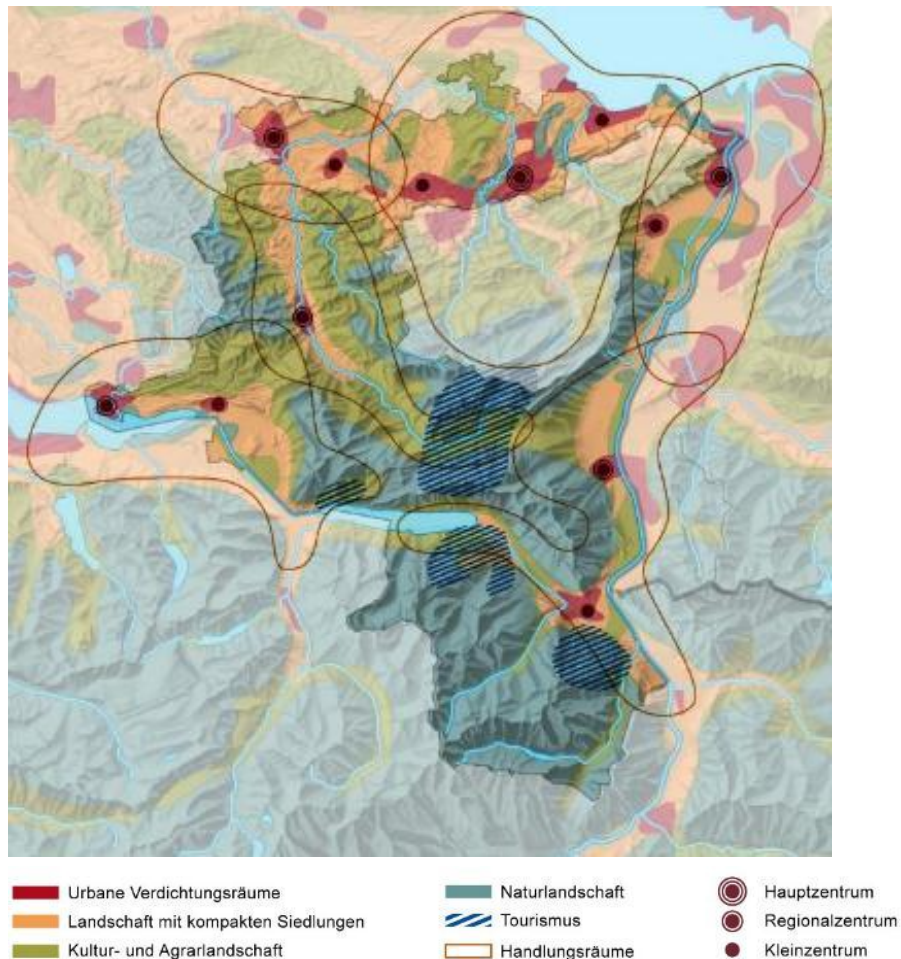 Urbane Verdichtungsräume
Landschaft mit kompakten Siedlungen
Kultur- und Agrarlandschaft
Naturlandschaft
Tourismus
Handlungsräume
Hauptzentrum
Regionalzentrum
Kleinzentrum